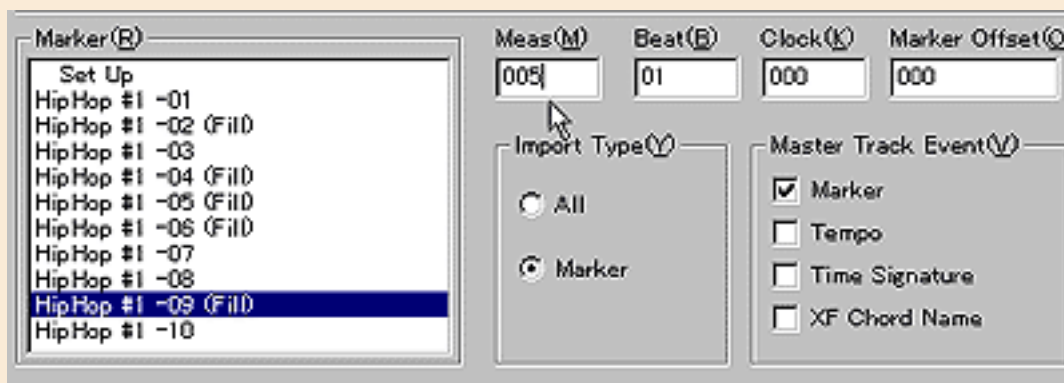 Marker(R)
Set Up
HipHop #1 -01
HipHop #1 -02 (Fill)
HipHop #1 -03
HipHop #1 -04 (Fill)
HipHop #1 -05 (Fill)
HipHop #1 -06 (Fill)
HipHop #1 -07
HipHop #1 -08
HipHop #1 -09 (Fill)
HipHop #1 -10
Meas(M) Beat(B) Clock(K) Marker Offset(O
005 01 000 000
Import Type(Y)
All
Marker
Master Track Event(V)
Marker
Tempo
Time Signature
XF Chord Name